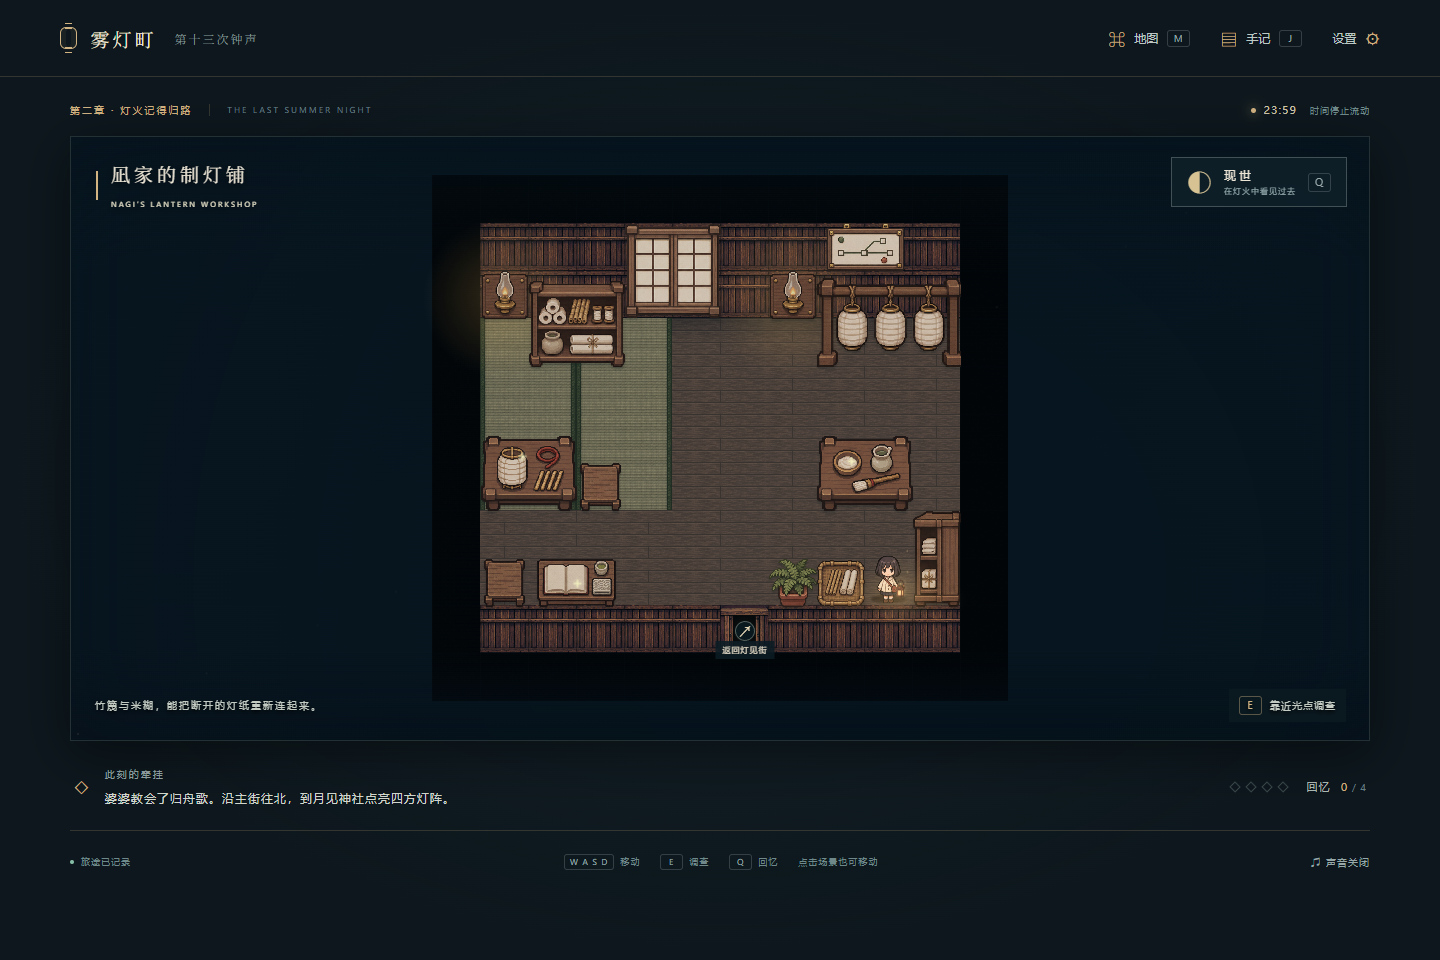 雾灯町 第十三次钟声
地图 M 手记 J 设置
第二章 · 灯火记得归路 THE LAST SUMMER NIGHT
23:59 时间停止流动
凪家的制灯铺
NAGI'S LANTERN WORKSHOP
现世
在灯火中看见过去
Q
返回灯见街
竹篾与米糊，能把断开的灯纸重新连起来。
E 靠近光点调查
此刻的牵挂
婆婆教会了归舟歌。沿主街往北，到月见神社点亮四方灯阵。
回忆 0 / 4
旅途已记录
WASD 移动 E 调查 Q 回忆 点击场景也可移动
声音关闭